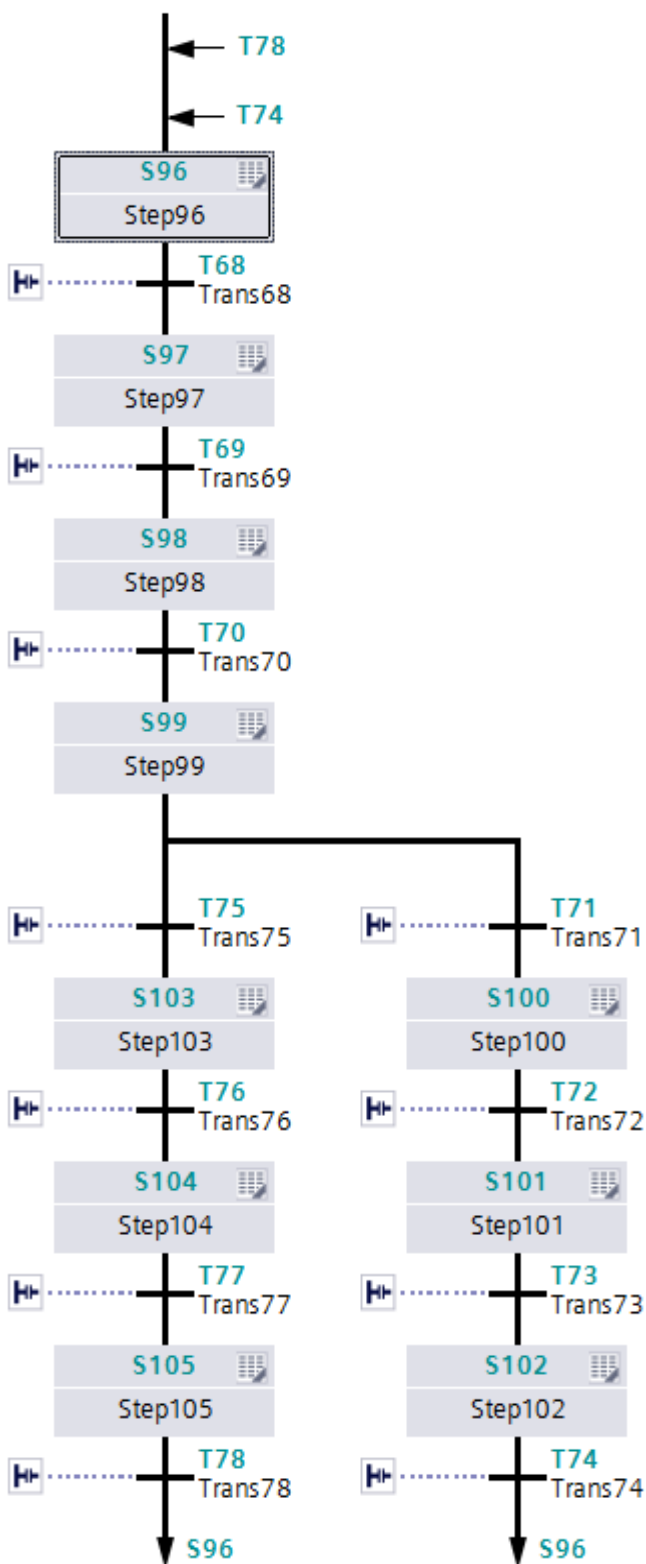 T78
T74
S96
Step96
T68
Trans68
S97
Step97
T69
Trans69
S98
Step98
T70
Trans70
S99
Step99
T75
Trans75
T71
Trans71
S103
Step103
S100
Step100
T76
Trans76
T72
Trans72
S104
Step104
S101
Step101
T77
Trans77
T73
Trans73
S105
Step105
S102
Step102
T78
Trans78
T74
Trans74
S96
S96